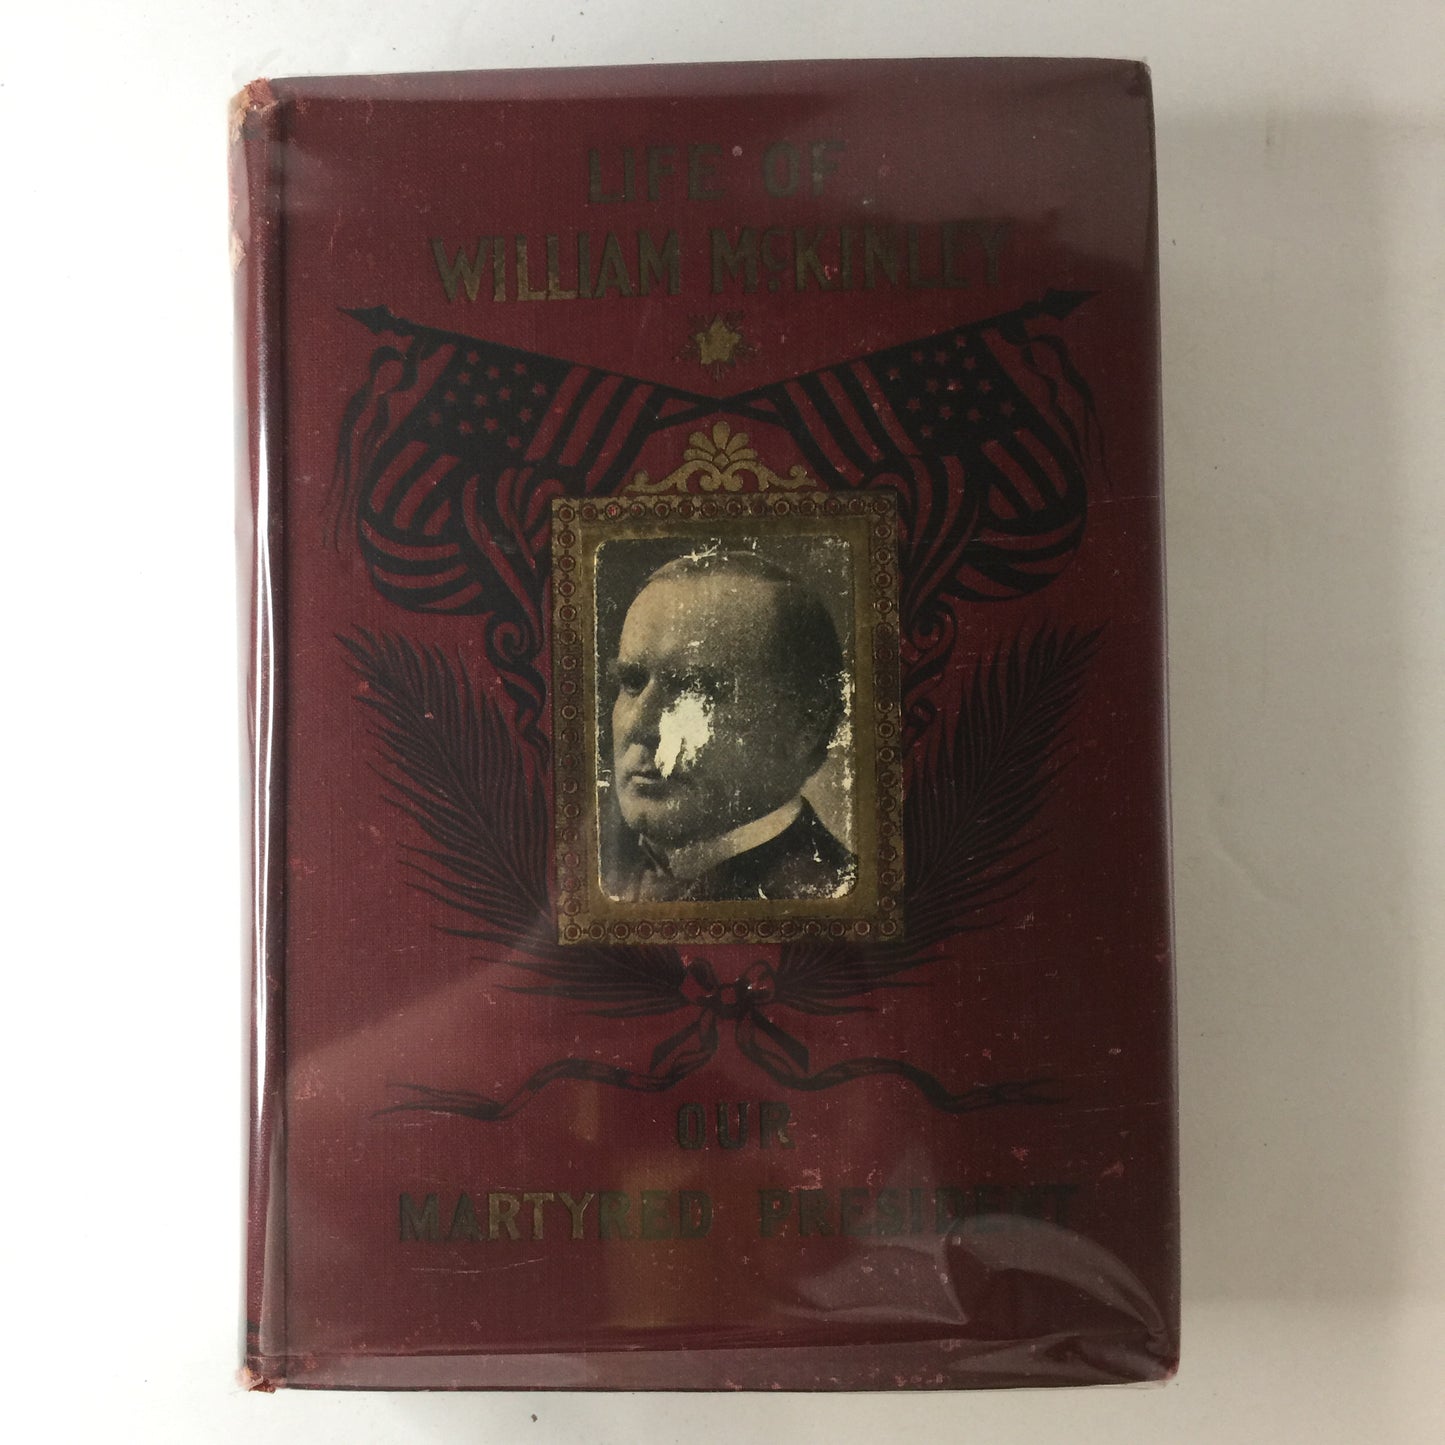 LIFE OF
WILLIAM McKINLEY
OUR
MARTYRED PRESIDENT